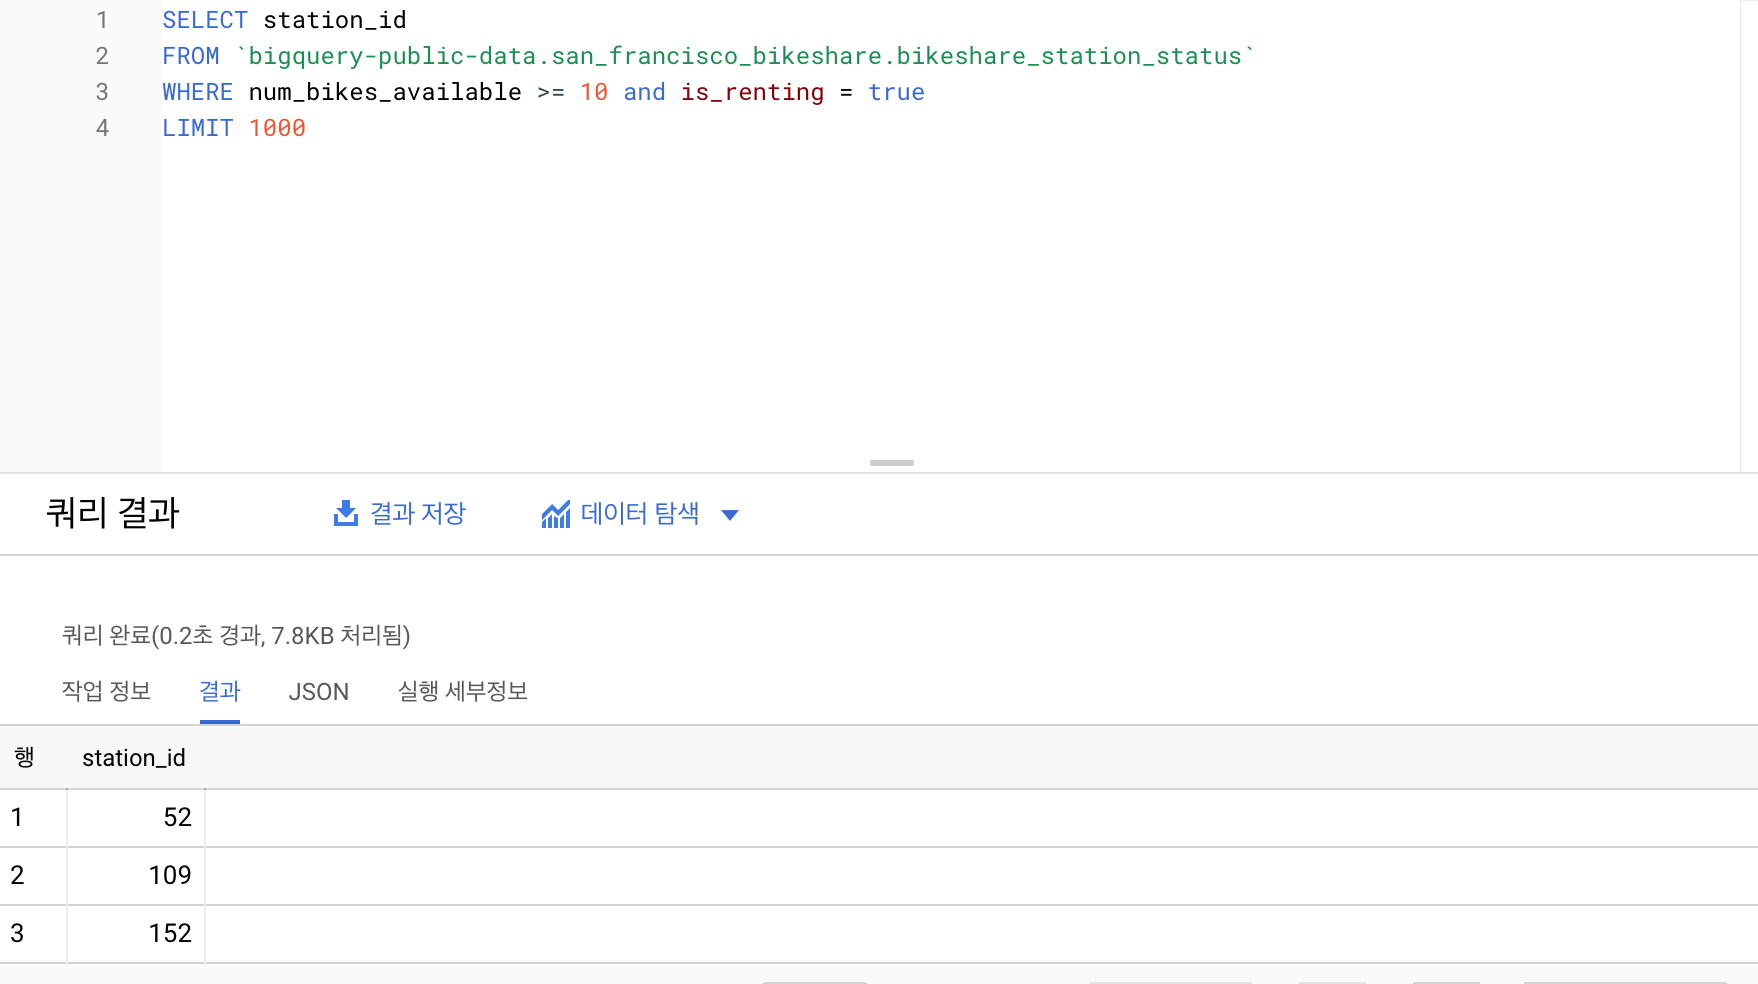 1 SELECT station_id
2 FROM `bigquery-public-data.san_francisco_bikeshare.bikeshare_station_status`
3 WHERE num_bikes_available >= 10 and is_renting = true
4 LIMIT 1000
쿼리 결과 결과 저장 데이터 탐색
쿼리 완료(0.2초 경과, 7.8KB 처리됨)
작업 정보 결과 JSON 실행 세부정보
행 station_id
1 52
2 109
3 152